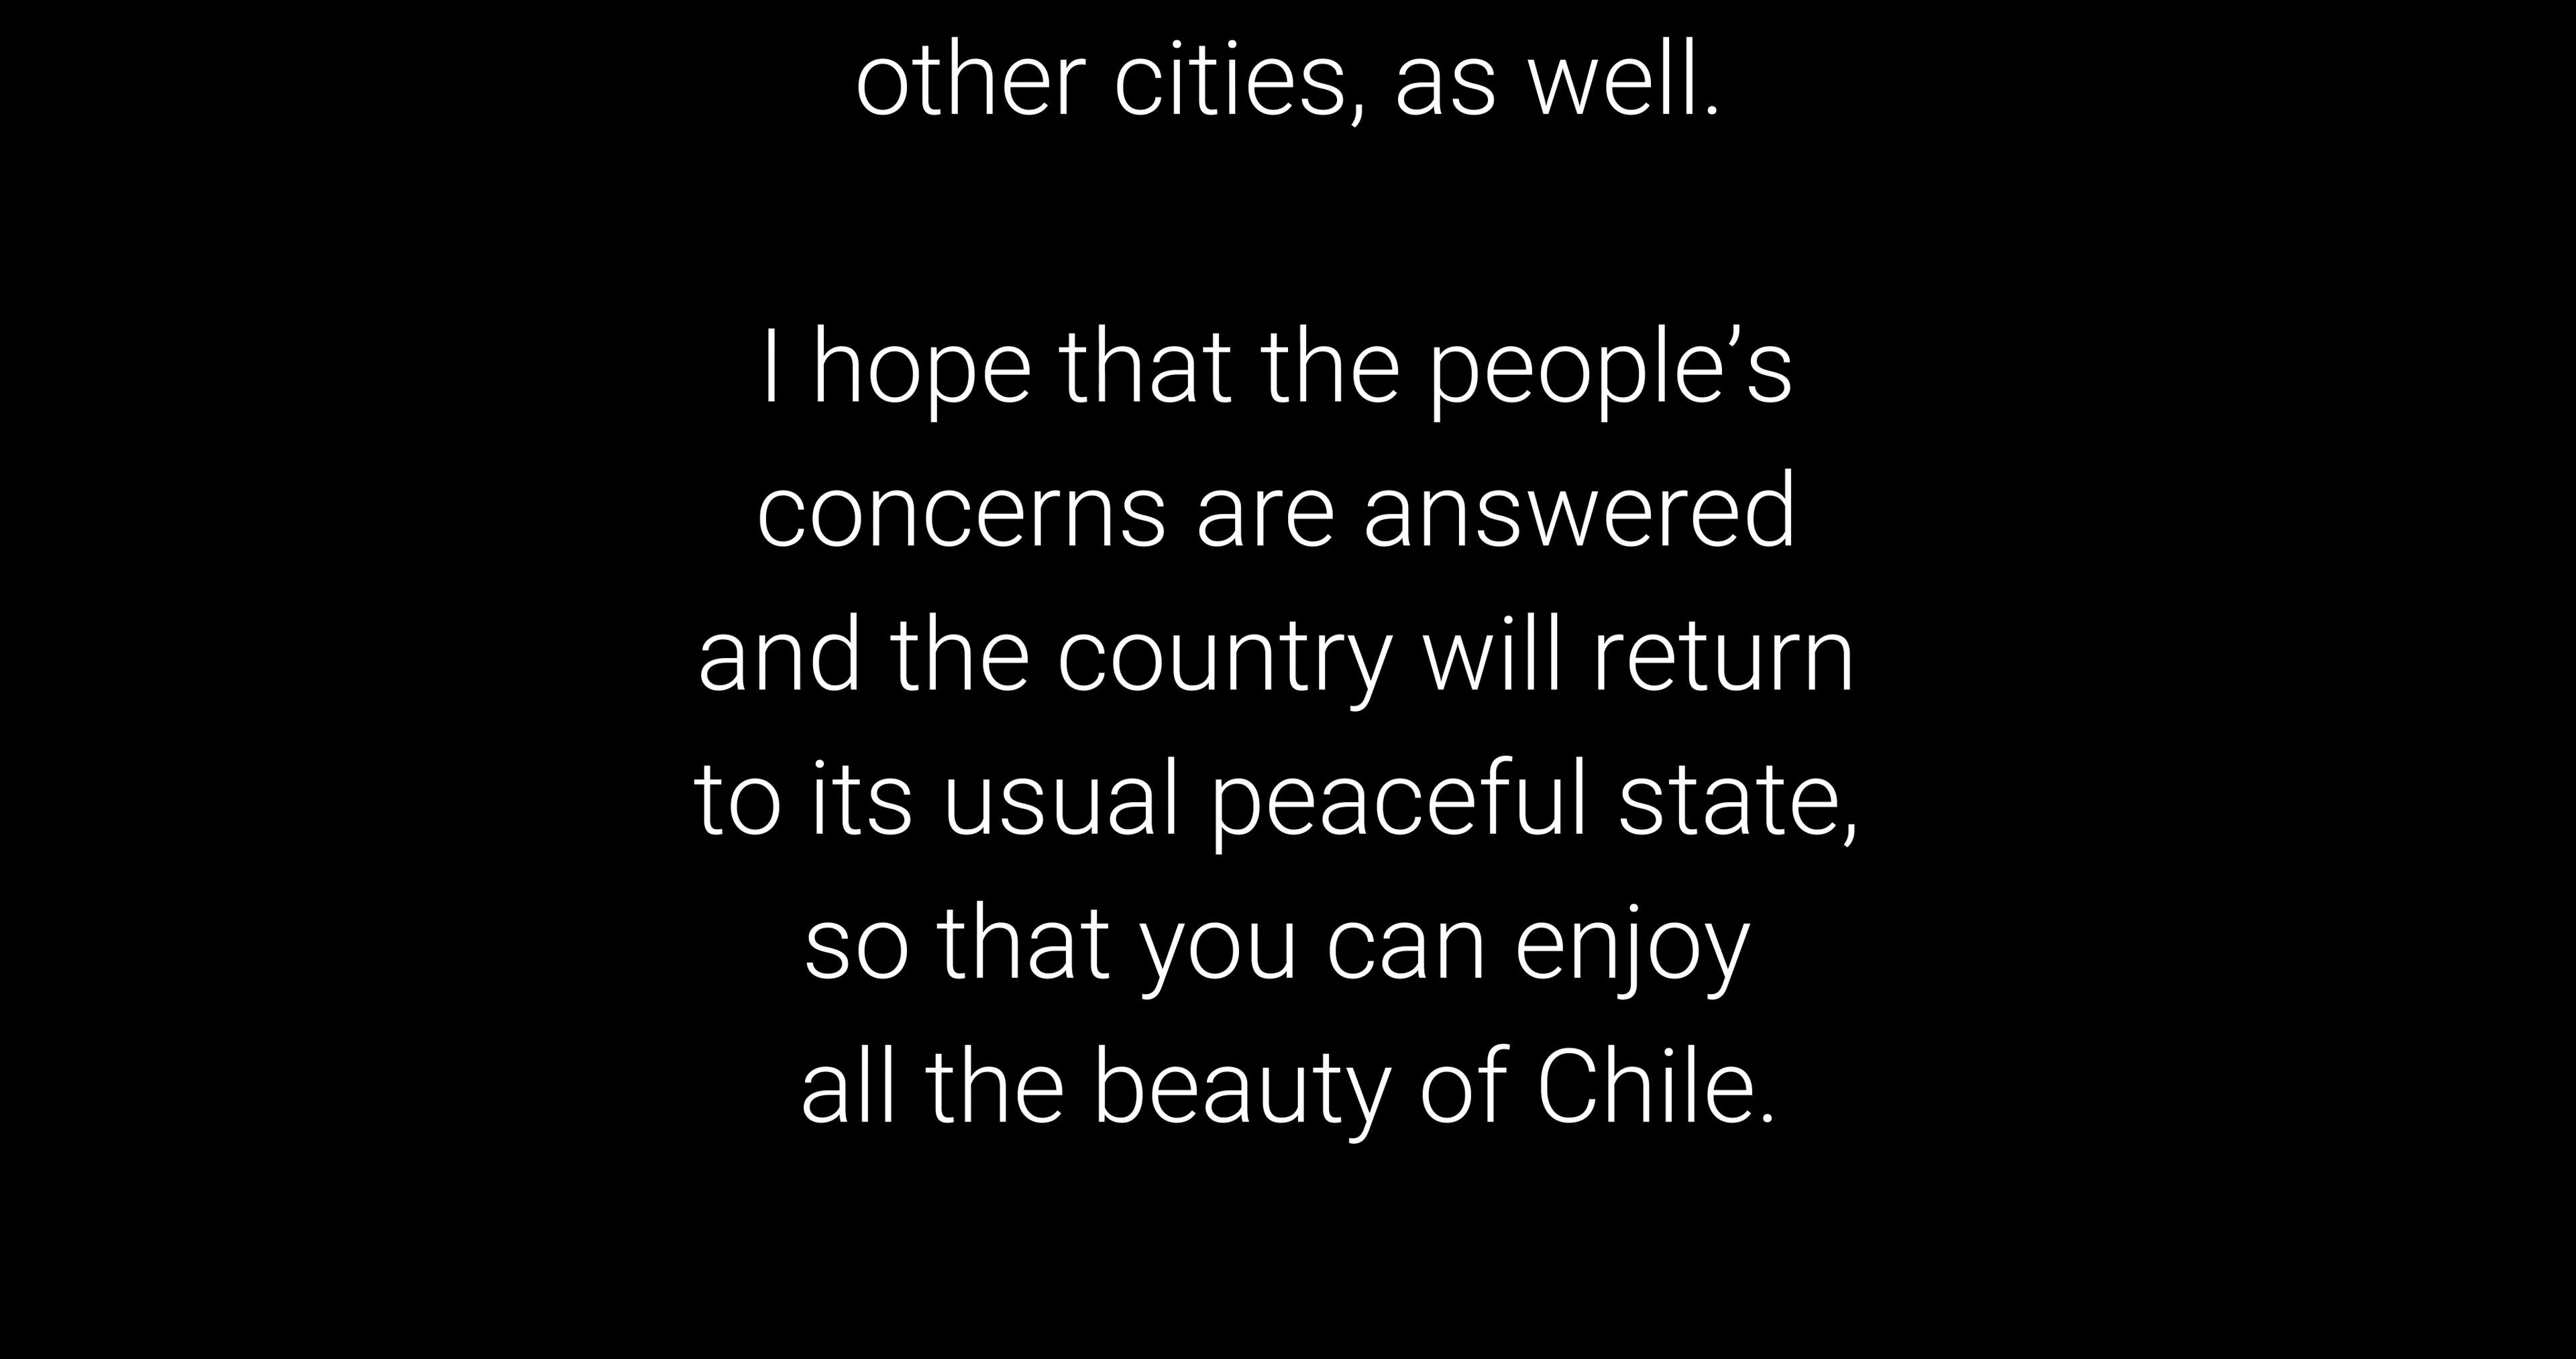 other cities, as well.
I hope that the people’s
concerns are answered
and the country will return
to its usual peaceful state,
so that you can enjoy
all the beauty of Chile.